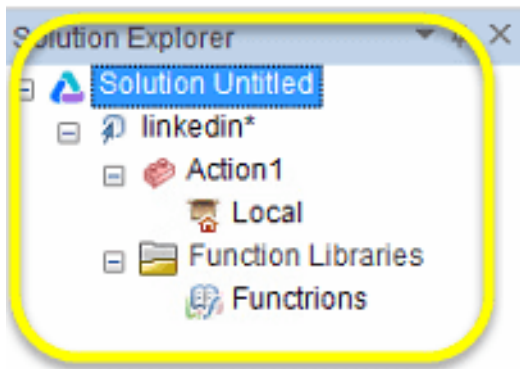 Solution Explorer
Solution Untitled
linkedin*
Action1
Local
Function Libraries
Functrions